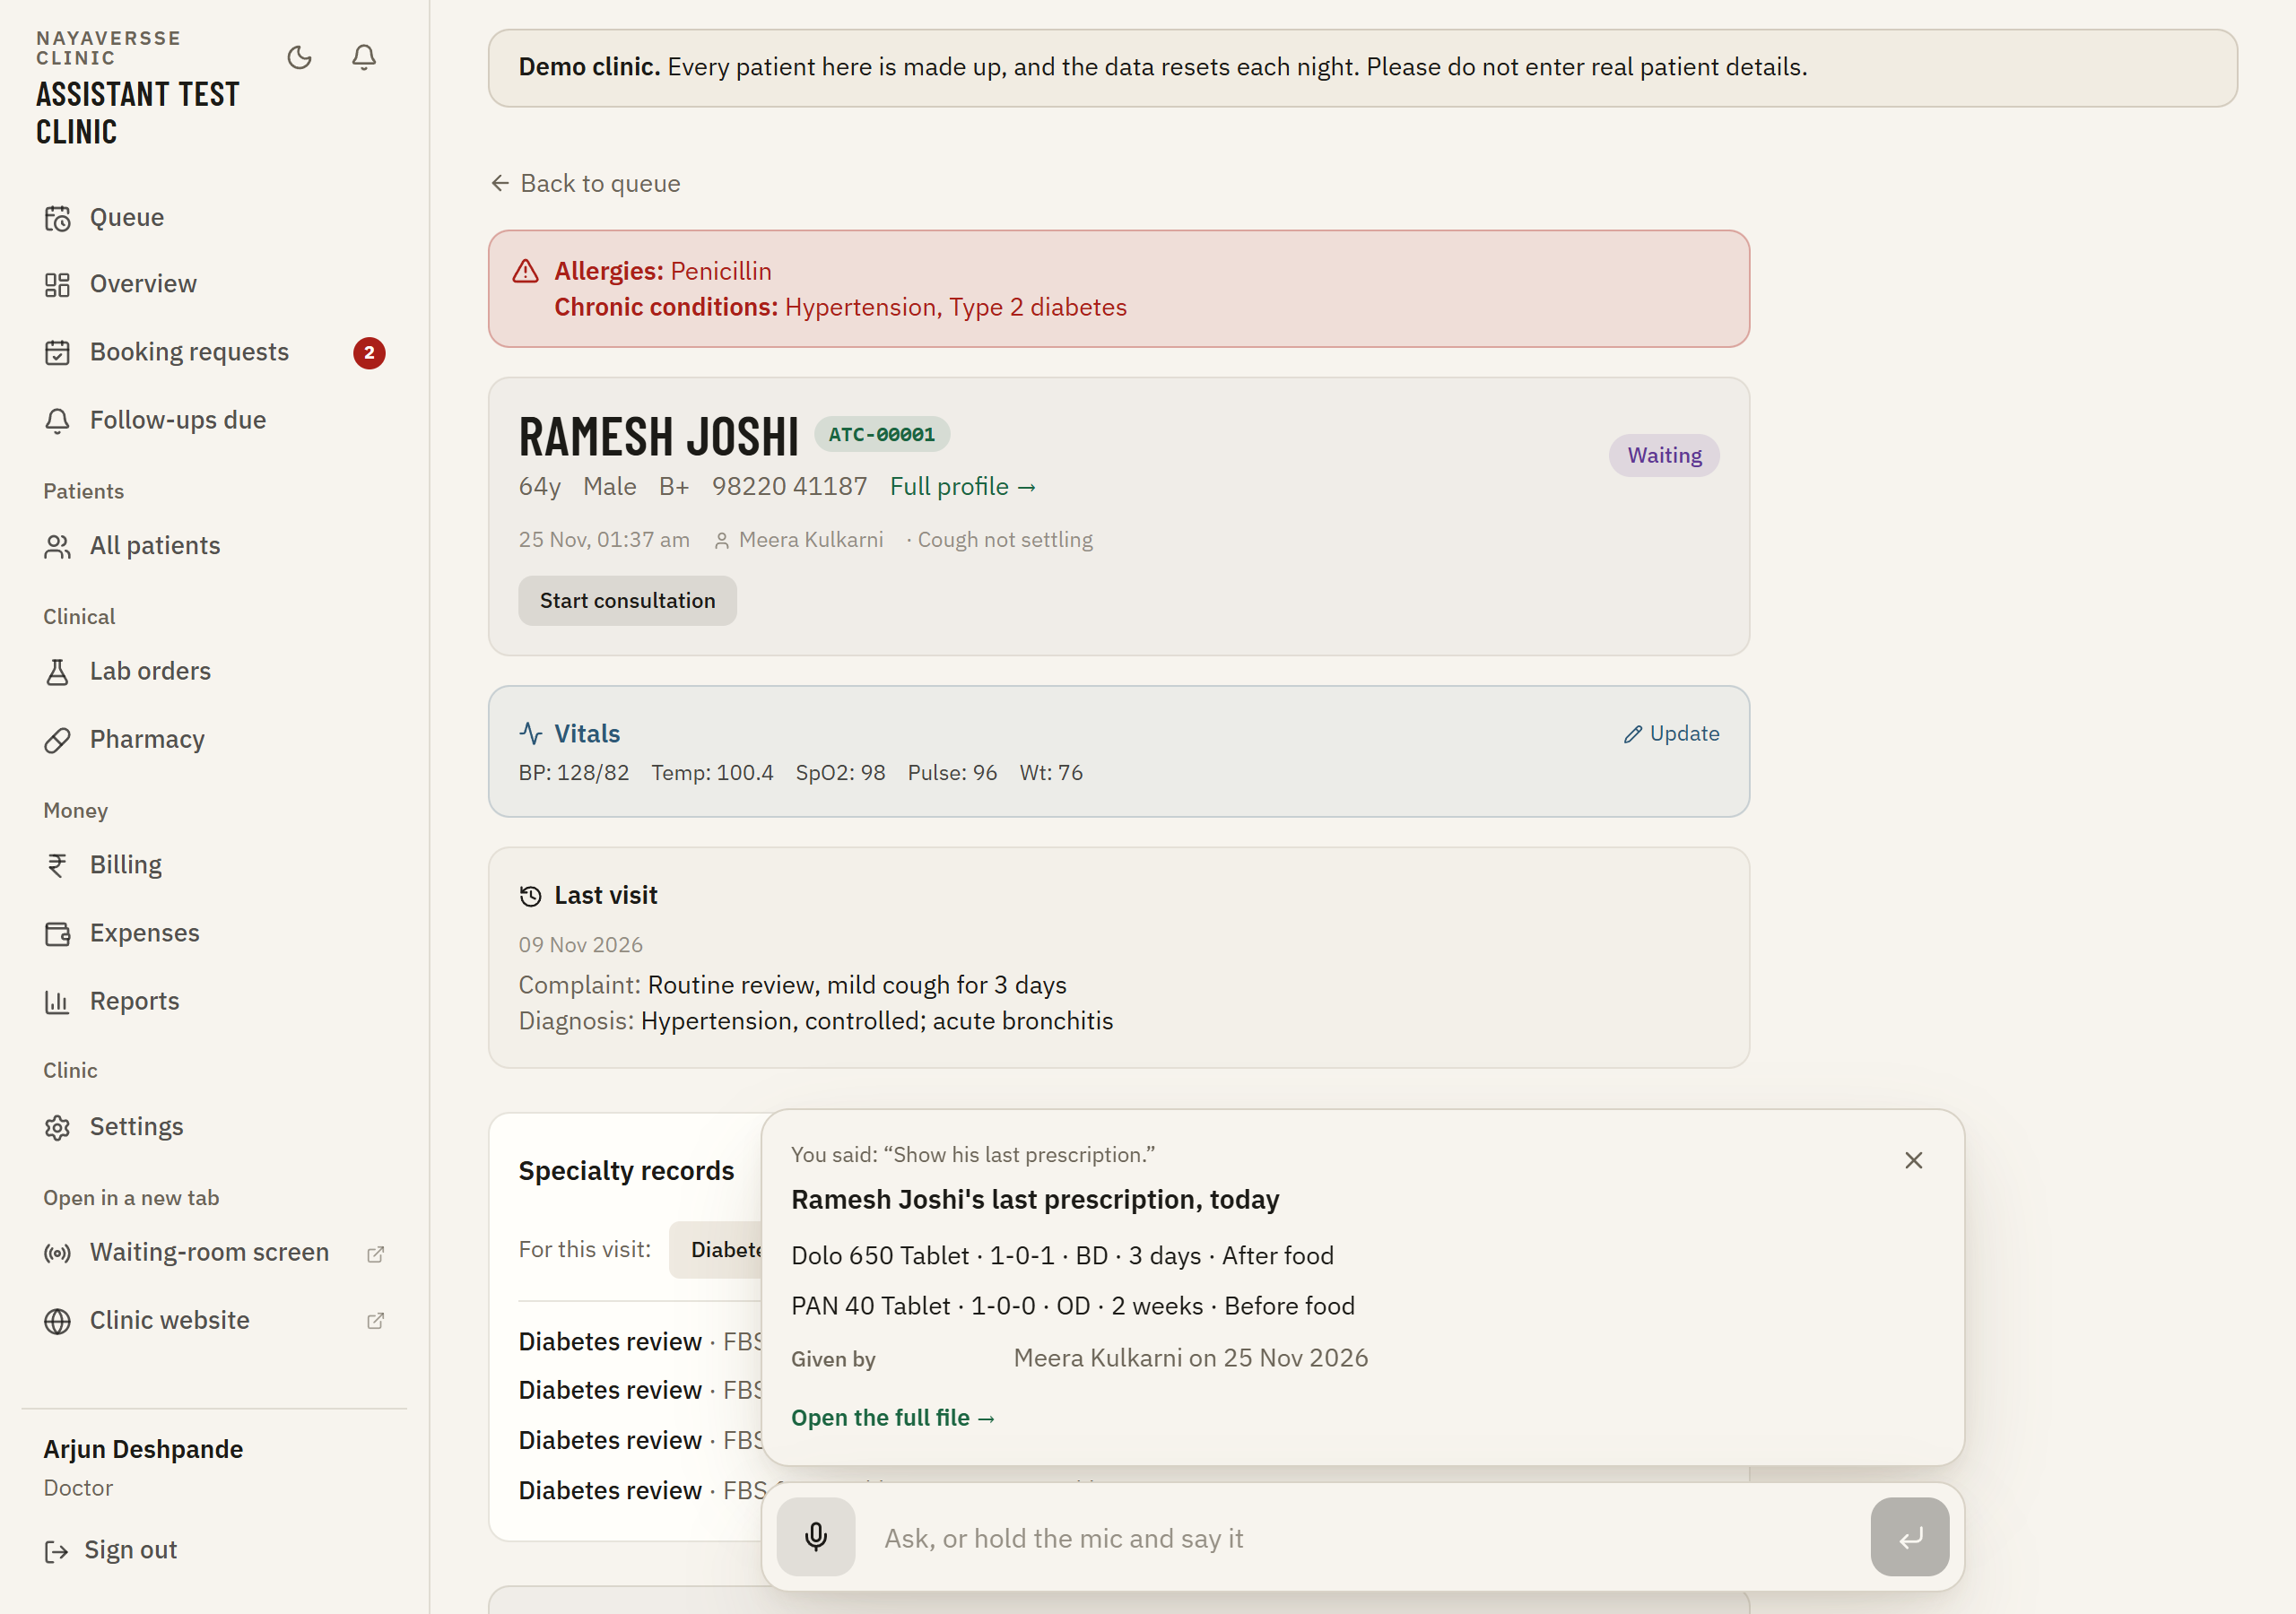 NAYAVERSSE
CLINIC
ASSISTANT TEST
CLINIC
Queue
Overview
Booking requests 2
Follow-ups due
Patients
All patients
Clinical
Lab orders
Pharmacy
Money
Billing
Expenses
Reports
Clinic
Settings
Open in a new tab
Waiting-room screen
Clinic website
Arjun Deshpande
Doctor
Sign out
Demo clinic. Every patient here is made up, and the data resets each night. Please do not enter real patient details.
← Back to queue
Allergies: Penicillin
Chronic conditions: Hypertension, Type 2 diabetes
RAMESH JOSHI ATC-00001
Waiting
64y Male B+ 98220 41187 Full profile →
25 Nov, 01:37 am Meera Kulkarni · Cough not settling
Start consultation
Vitals Update
BP: 128/82 Temp: 100.4 SpO2: 98 Pulse: 96 Wt: 76
Last visit
09 Nov 2026
Complaint: Routine review, mild cough for 3 days
Diagnosis: Hypertension, controlled; acute bronchitis
Specialty records
For this visit:
Diabetes review ·
Diabetes review ·
Diabetes review ·
Diabetes review ·
You said: “Show his last prescription.”
Ramesh Joshi's last prescription, today
Dolo 650 Tablet · 1-0-1 · BD · 3 days · After food
PAN 40 Tablet · 1-0-0 · OD · 2 weeks · Before food
Given by Meera Kulkarni on 25 Nov 2026
Open the full file →
Ask, or hold the mic and say it